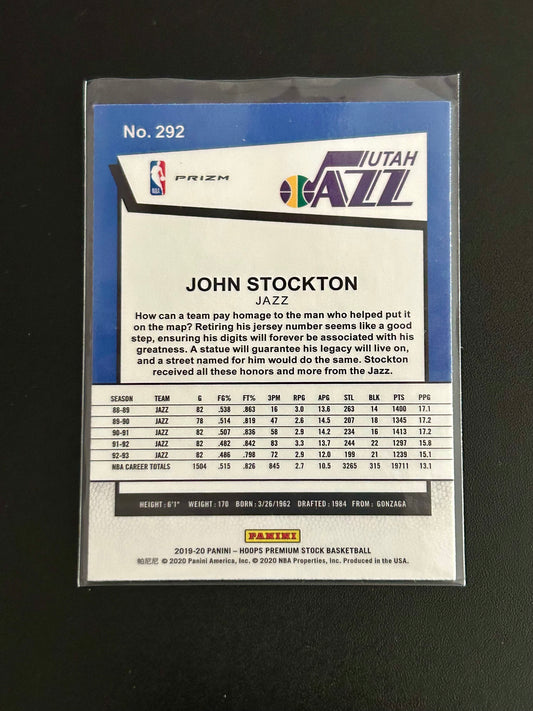 No. 292
NBA
PRIZM
UTAH
JAZZ
JOHN STOCKTON
JAZZ
How can a team pay homage to the man who helped put it
on the map? Retiring his jersey number seems like a good
step, ensuring his digits will forever be associated with his
greatness. A statue will guarantee his legacy will live on,
and a street named for him would do the same. Stockton
received all these honors and more from the Jazz.
SEASON TEAM G FG% FT% 3PM RPG APG STL BLK PTS PPG
88-89 JAZZ 82 .538 .863 16 3.0 13.6 263 14 1400 17.1
89-90 JAZZ 78 .514 .819 47 2.6 14.5 207 18 1345 17.2
90-91 JAZZ 82 .507 .836 58 2.9 14.2 234 16 1413 17.2
91-92 JAZZ 82 .482 .842 83 3.3 13.7 244 22 1297 15.8
92-93 JAZZ 82 .486 .798 72 2.9 12.0 199 21 1239 15.1
NBA CAREER TOTALS 1504 .515 .826 845 2.7 10.5 3265 315 19711 13.1
HEIGHT: 6'1" WEIGHT: 170 BORN: 3/26/1962 DRAFTED: 1984 FROM: GONZAGA
PANINI
2019-20 PANINI – HOOPS PREMIUM STOCK BASKETBALL
帕尼尼 © 2020 Panini America, Inc. © 2020 NBA Properties, Inc. Produced in the USA.